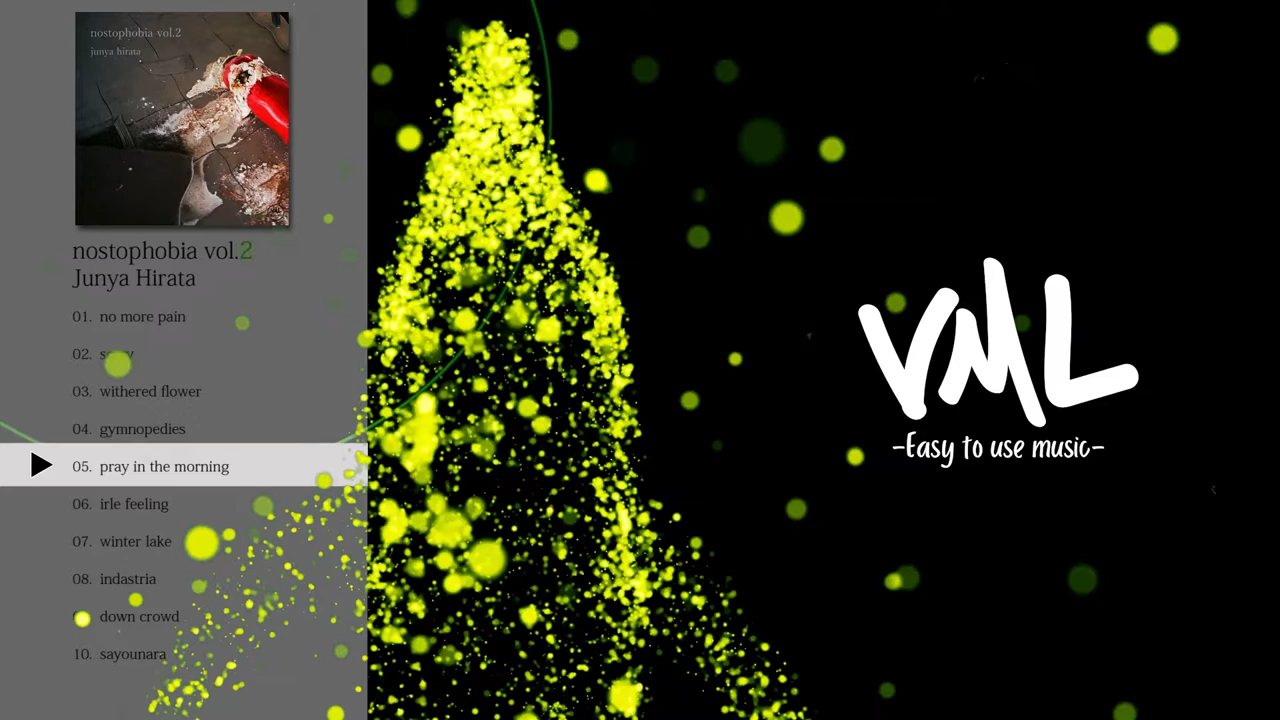 nostophobia vol.2
junya hirata
nostophobia vol.2
Junya Hirata
01. no more pain
02.
03. withered flower
04. gymnopedies
05. pray in the morning
06. irle feeling
07. winter lake
08. indastria
down crowd
10. sayounara
VML
-Easy to use music-